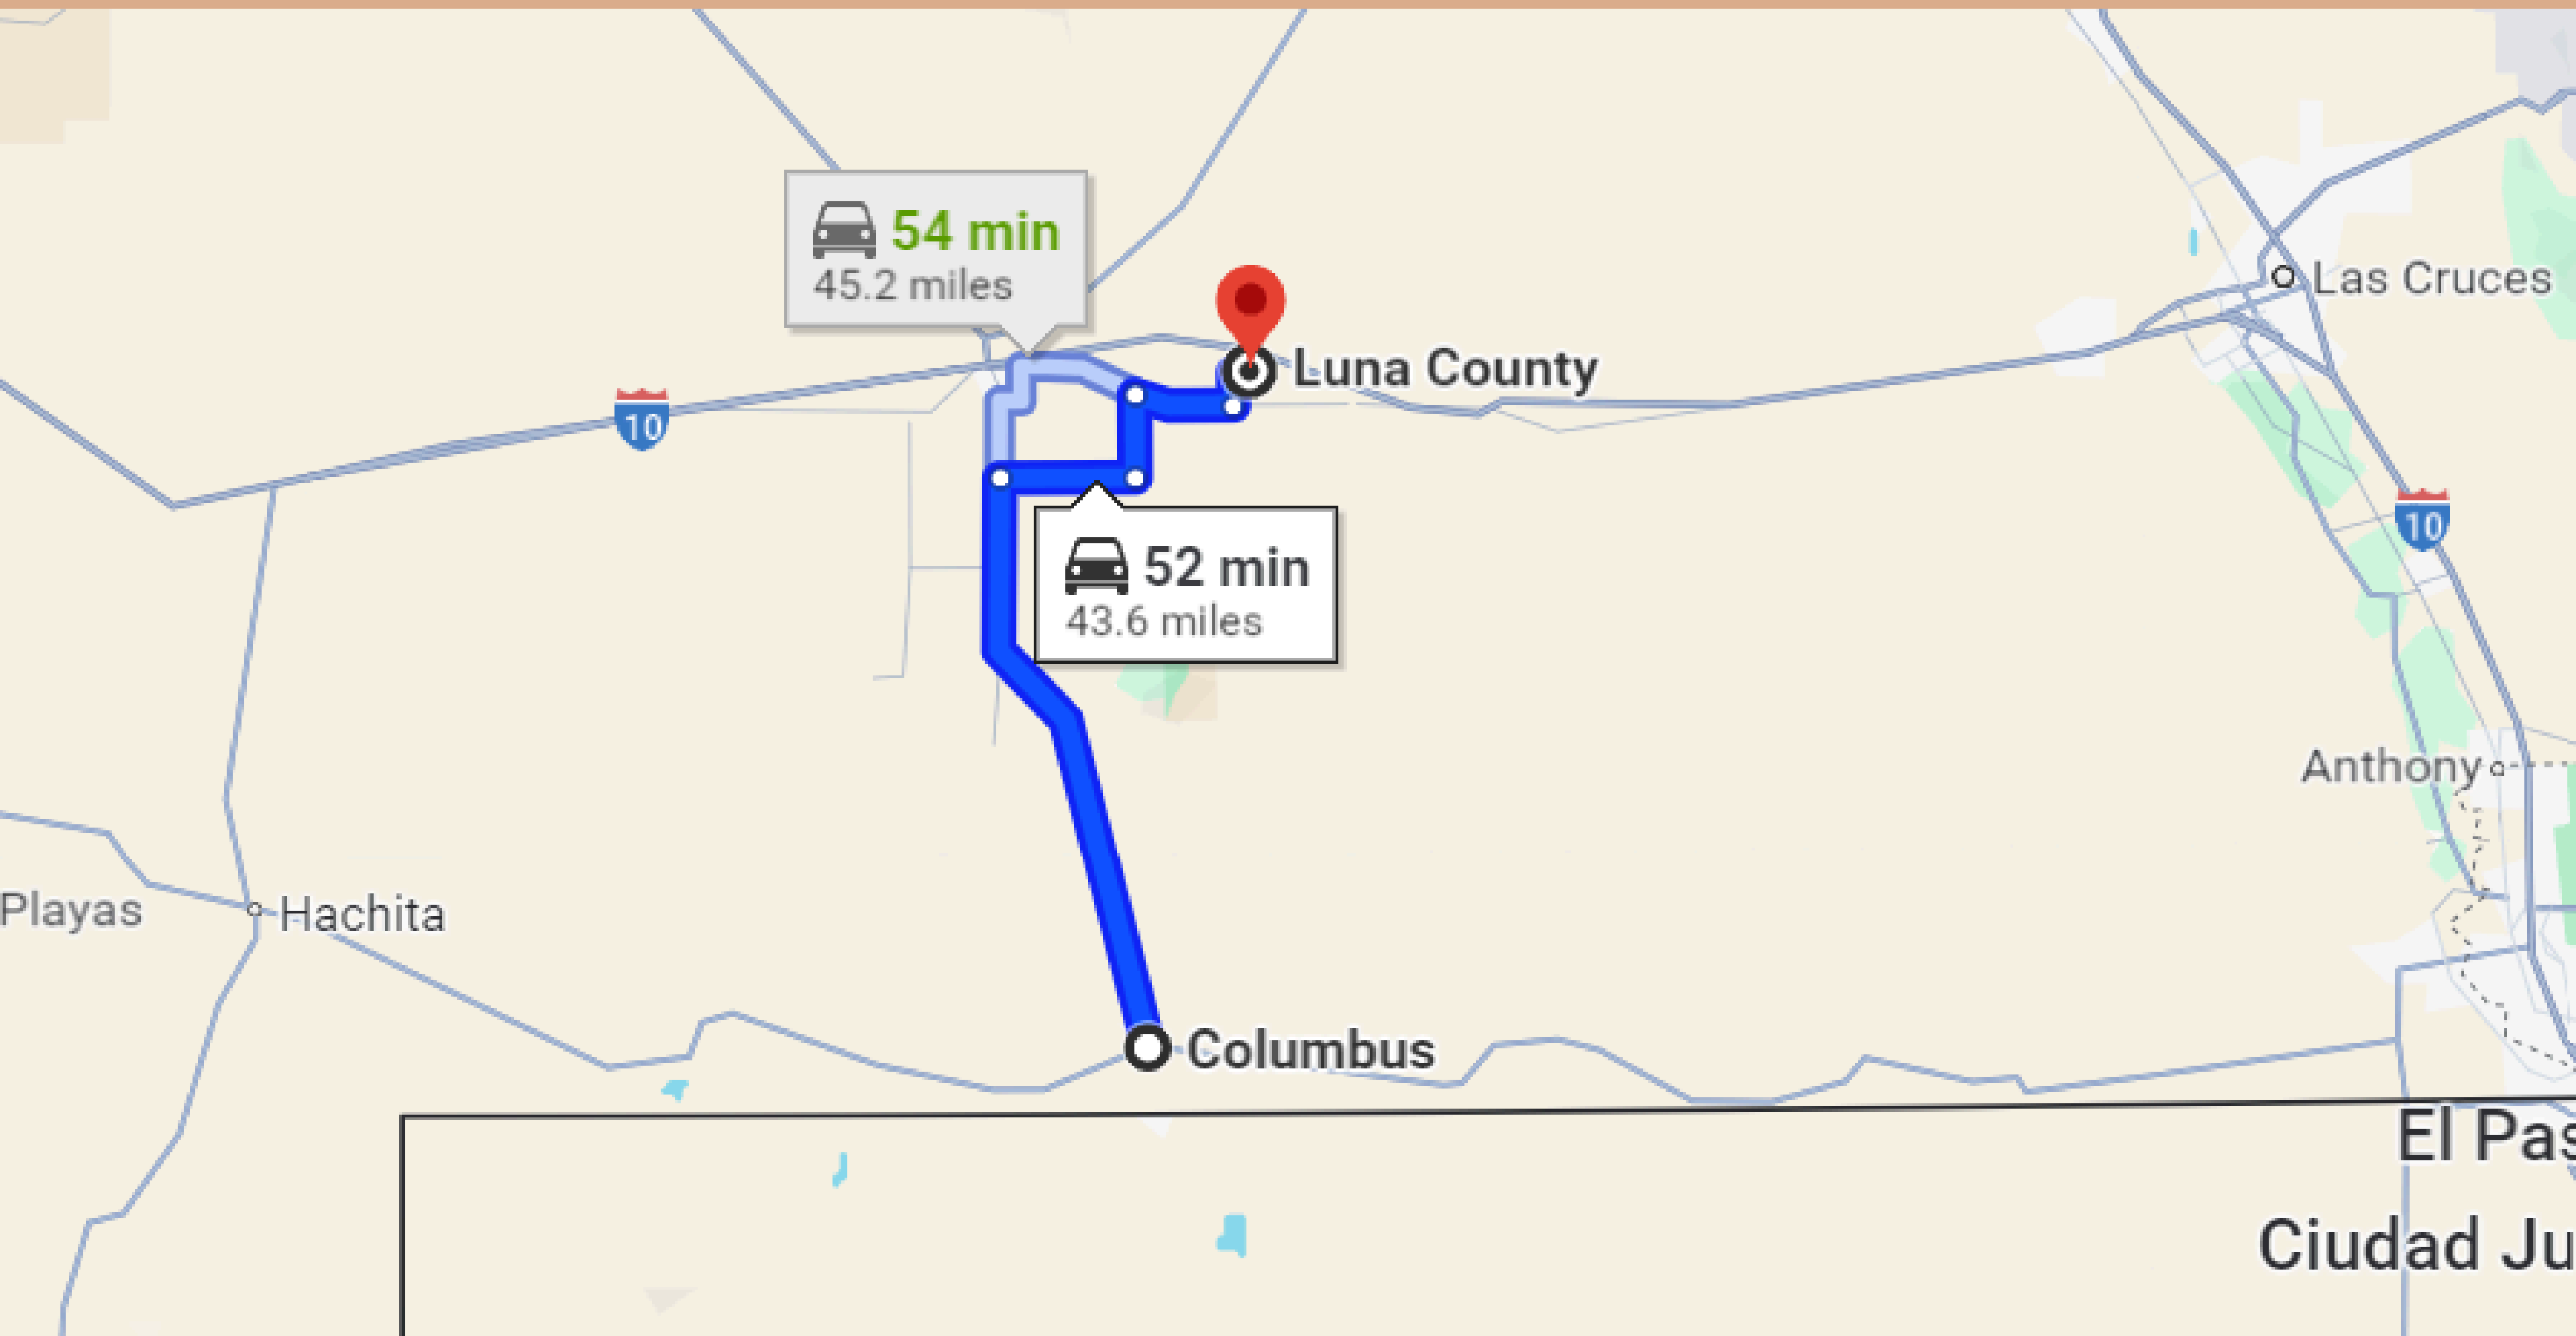 54 min
45.2 miles
Las Cruces
Luna County
10
10
52 min
43.6 miles
Anthony
Playas
Hachita
Columbus
El Pas
Ciudad Ju